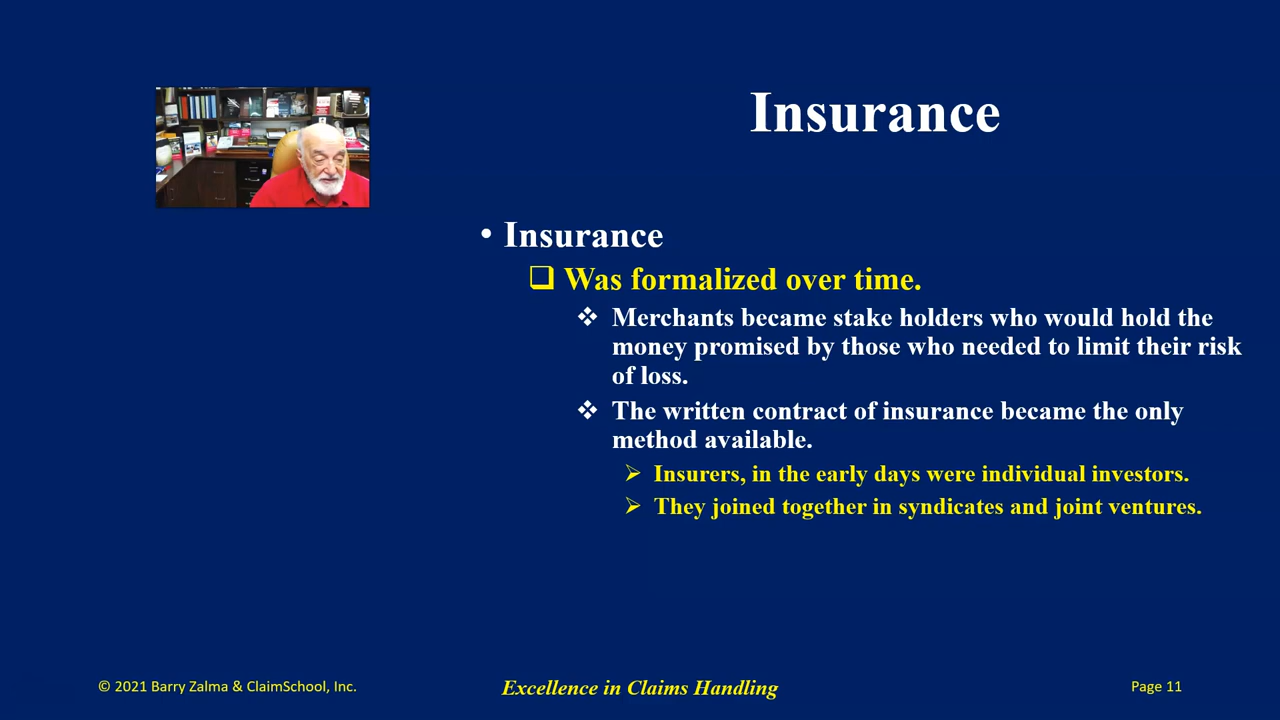 Insurance
• Insurance
❑ Was formalized over time.
❖ Merchants became stake holders who would hold the
money promised by those who needed to limit their risk
of loss.
❖ The written contract of insurance became the only
method available.
➢ Insurers, in the early days were individual investors.
➢ They joined together in syndicates and joint ventures.
© 2021 Barry Zalma & ClaimSchool, Inc.
Excellence in Claims Handling
Page 11